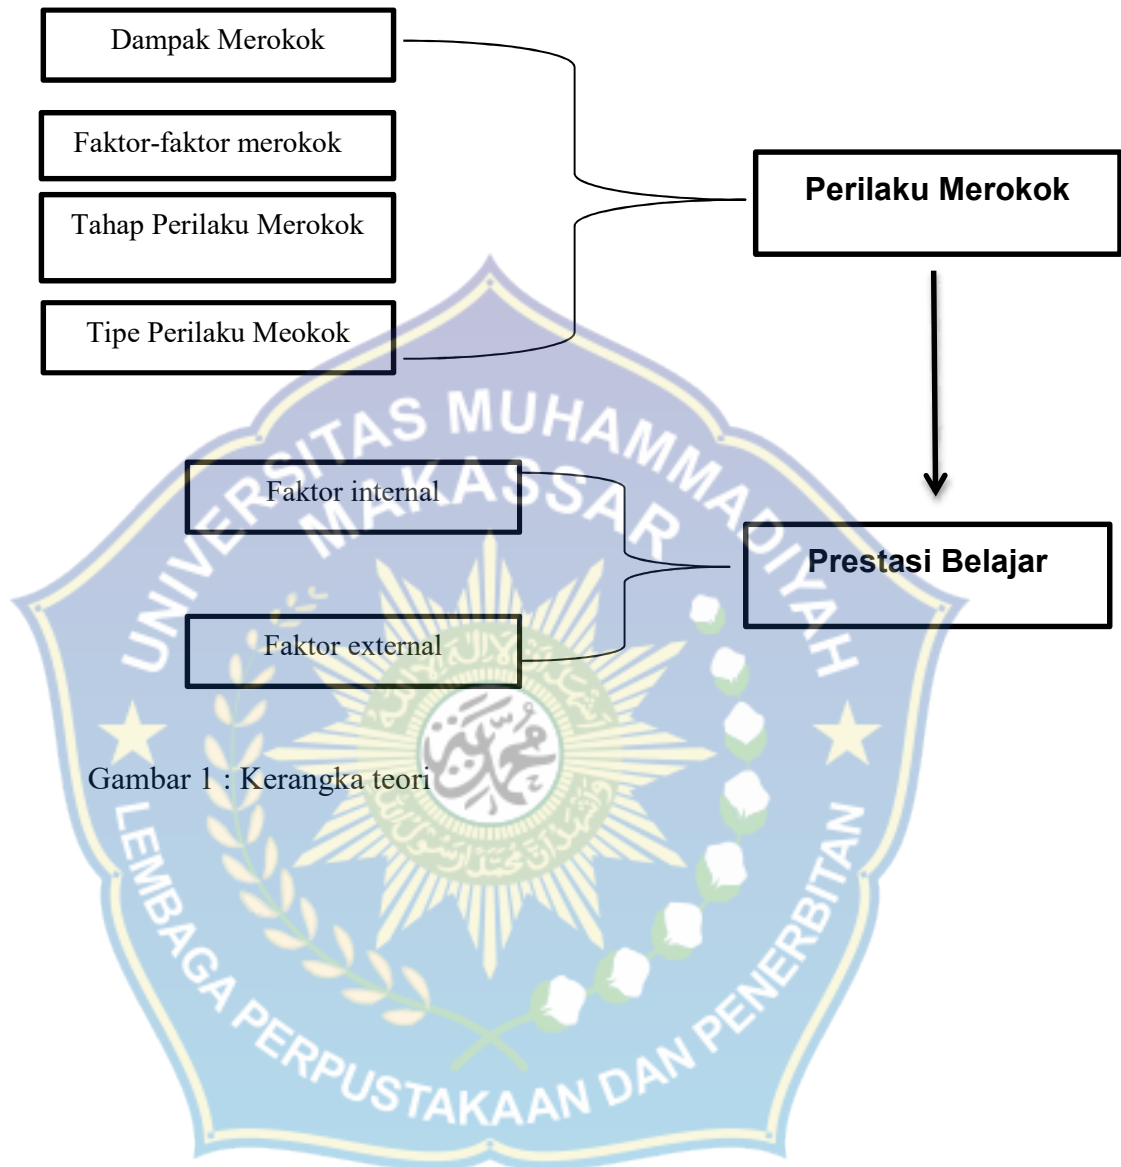 Dampak Merokok
Faktor-faktor merokok
Tahap Perilaku Merokok
Tipe Perilaku Meokok
Perilaku Merokok
Faktor internal
Faktor external
Prestasi Belajar
Gambar 1 : Kerangka teori
UNIVERSITAS MUHAMMADIYAH
MAKASSAR
LEMBAGA PERPUSTAKAAN DAN PENERBITAN